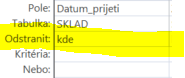 Pole: Datum_prijeti
Tabulka: SKLAD
Odstranit: kde
Kritéria:
Nebo: